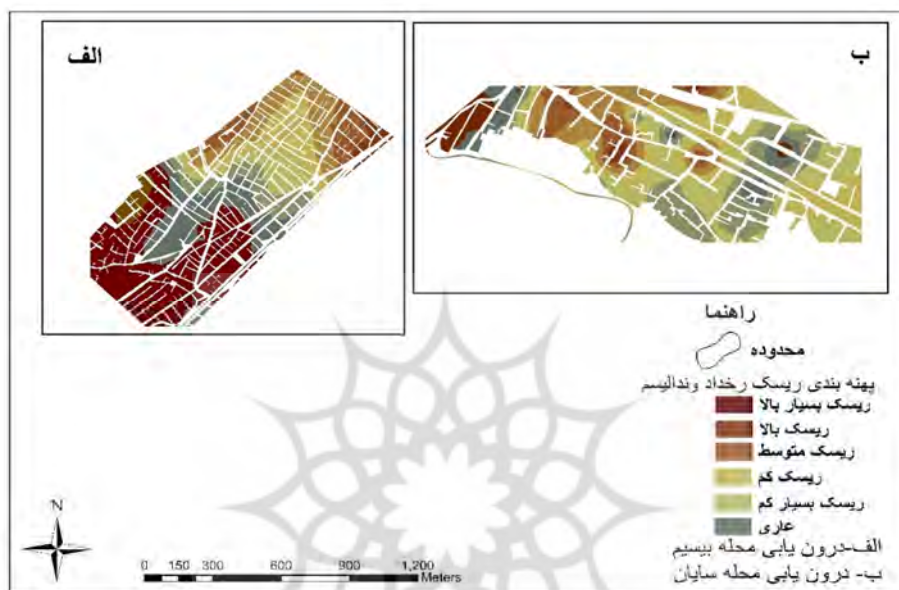 الف
ب
راهنما
محدوده
پهنه بندی ریسک رخداد وندالیسم
ریسک بسیار بالا
ریسک بالا
ریسک متوسط
ریسک کم
ریسک بسیار کم
عاری
الف-درون یابی محله بیسیم
ب- درون یابی محله سایان
N
0 150 300 600 900 1,200
Meters